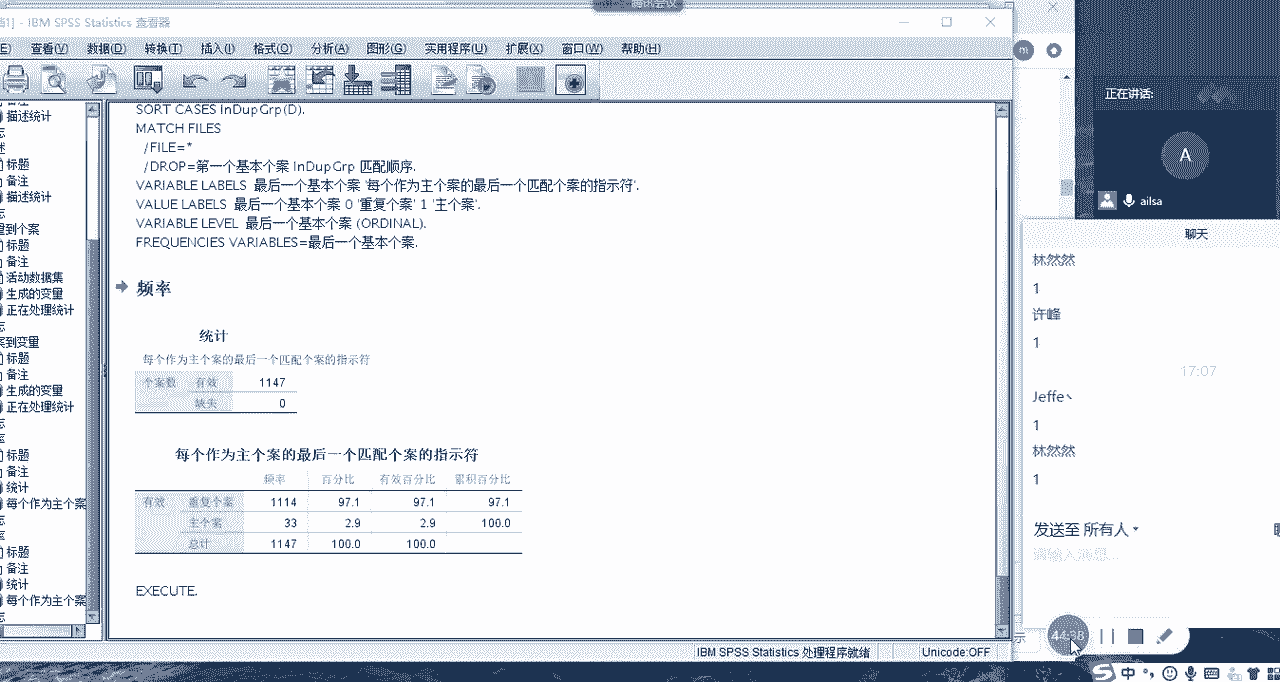 腾讯会议
档1] - IBM SPSS Statistics 查看器
E) 查看(V) 数据(D) 转换(T) 插入(I) 格式(O) 分析(A) 图形(G) 实用程序(U) 扩展(X) 窗口(W) 帮助(H)
描述统计
标题
备注
描述统计
到个案
标题
备注
活动数据集
生成的变量
正在处理统计
到变量
标题
备注
生成的变量
正在处理统计
标题
备注
统计
每个作为主个案
标题
备注
统计
每个作为主个案
SORT CASES InDupGrp(D).
MATCH FILES
/FILE=*
/DROP=第一个基本个案 InDupGrp 匹配顺序.
VARIABLE LABELS 最后一个基本个案 '每个作为主个案的最后一个匹配个案的指示符'.
VALUE LABELS 最后一个基本个案 0 '重复个案' 1 '主个案'.
VARIABLE LEVEL 最后一个基本个案 (ORDINAL).
FREQUENCIES VARIABLES=最后一个基本个案.
频率
统计
每个作为主个案的最后一个匹配个案的指示符
个案数 有效 1147
缺失 0
每个作为主个案的最后一个匹配个案的指示符
频率 百分比 有效百分比 累积百分比
有效 重复个案 1114 97.1 97.1 97.1
主个案 33 2.9 2.9 100.0
总计 1147 100.0 100.0
EXECUTE.
IBM SPSS Statistics 处理程序就绪 Unicode:OFF
m
正在讲话:
A
ailsa
聊天
林然然
1
许峰
1
17:07
Jeffe丶
1
林然然
1
发送至 所有人
请输入消息...
示
44:38
中